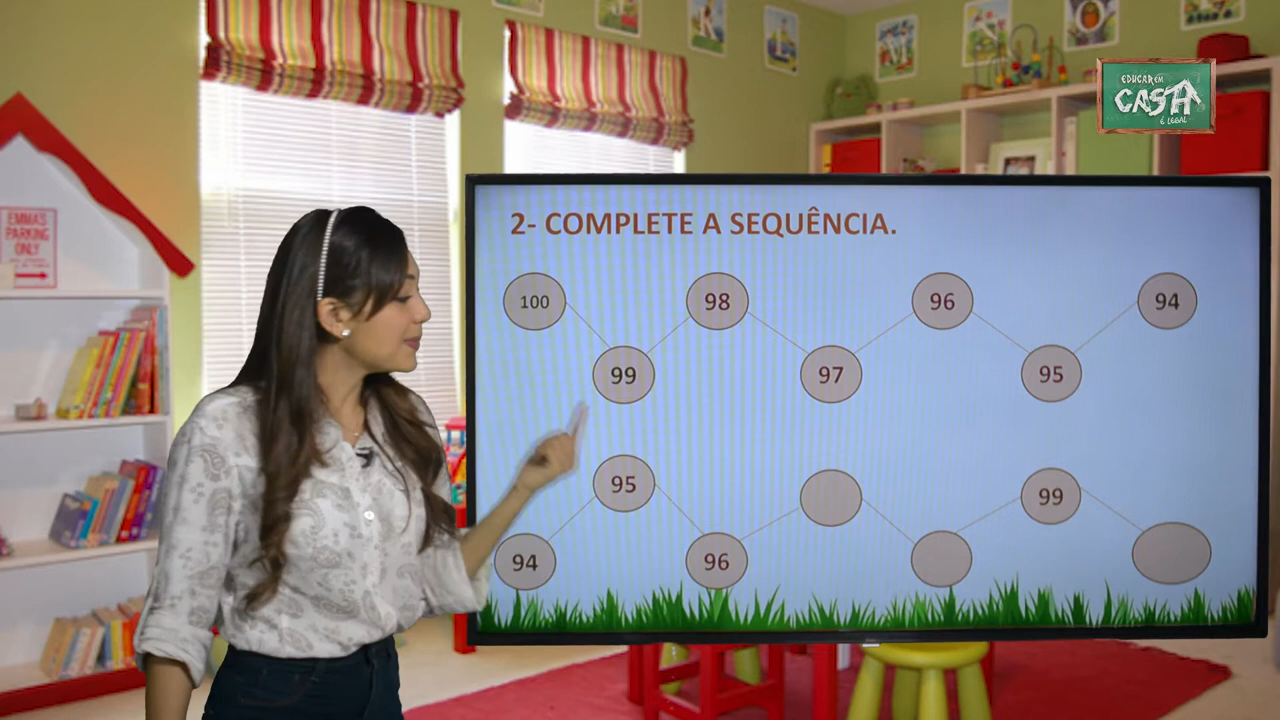 EDUCAR EM
CASA
É LEGAL
EMMA'S
PARKING
ONLY
2- COMPLETE A SEQUÊNCIA.
100 98 96 94
99 97 95
95 99
94 96